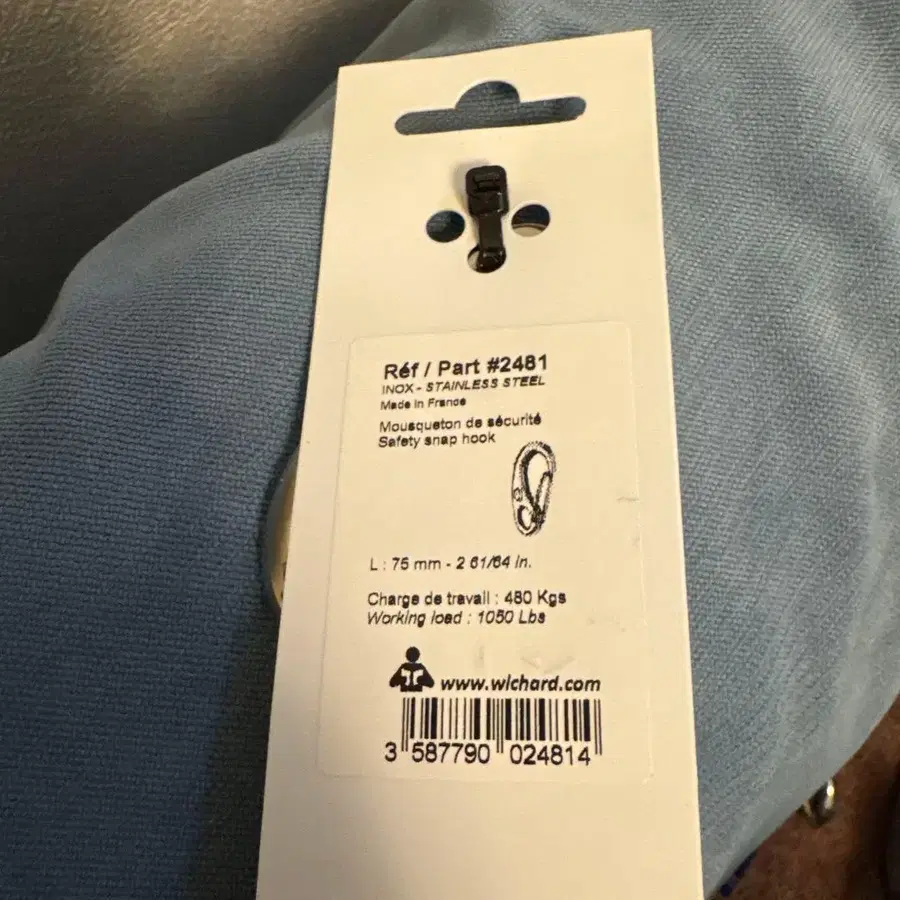 Réf / Part #2481
INOX - STAINLESS STEEL
Made in France
Mousqueton de sécurité
Safety snap hook
L : 75 mm - 2 61/64 in.
Charge de travail : 480 Kgs
Working load : 1050 Lbs
www.wichard.com
3 587790 024814